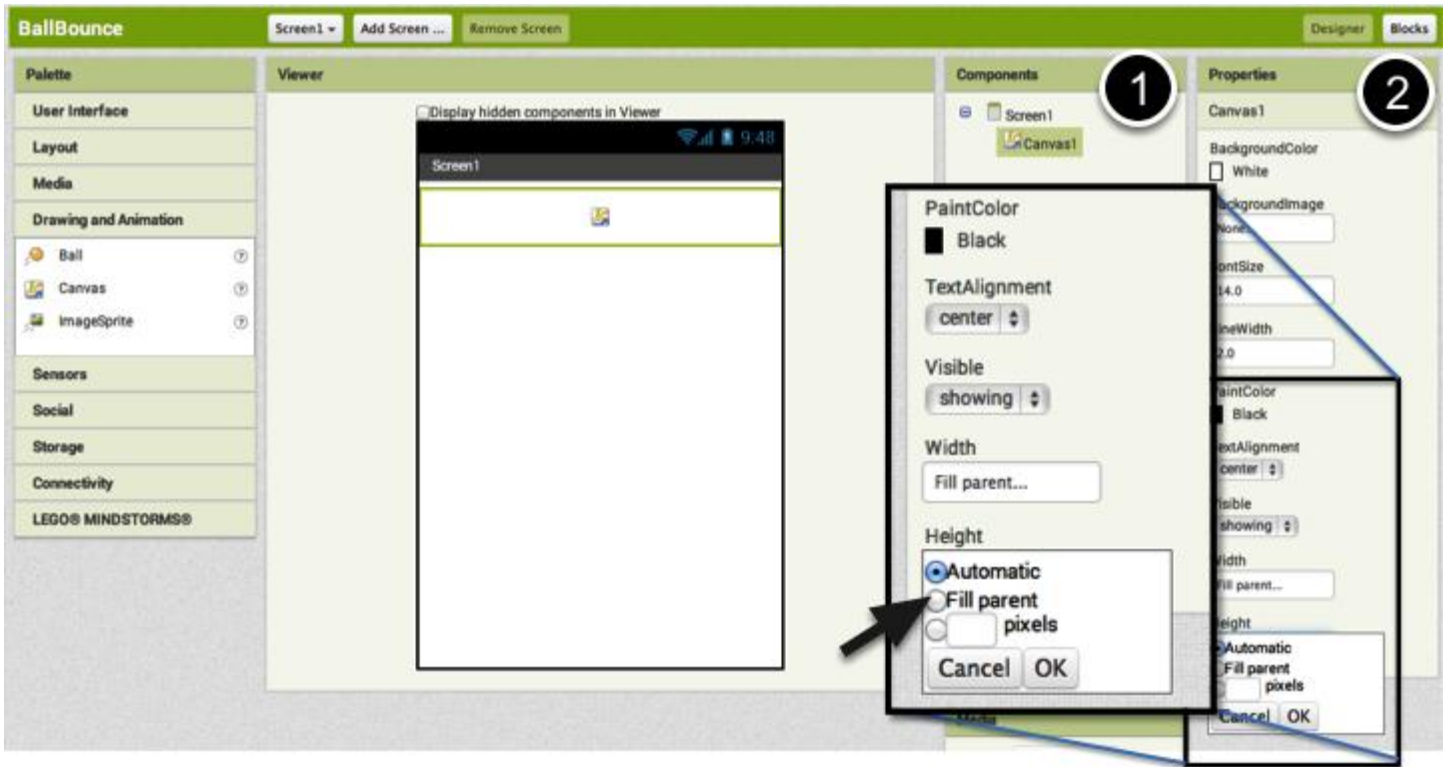 BallBounce
Screen1
Add Screen ...
Remove Screen
Designer
Blocks
Palette
User Interface
Layout
Media
Drawing and Animation
Ball
Canvas
ImageSprite
Sensors
Social
Storage
Connectivity
LEGO® MINDSTORMS®
Viewer
Display hidden components in Viewer
9:48
Screen1
Components
1
Screen1
Canvas1
Media
PaintColor
Black
TextAlignment
center
Visible
showing
Width
Fill parent...
Height
Automatic
Fill parent
pixels
Cancel OK
Properties
2
Canvas1
BackgroundColor
White
BackgroundImage
None...
FontSize
14.0
LineWidth
2.0
PaintColor
Black
TextAlignment
center
Visible
showing
Width
Fill parent...
Height
Automatic
Fill parent
pixels
Cancel OK